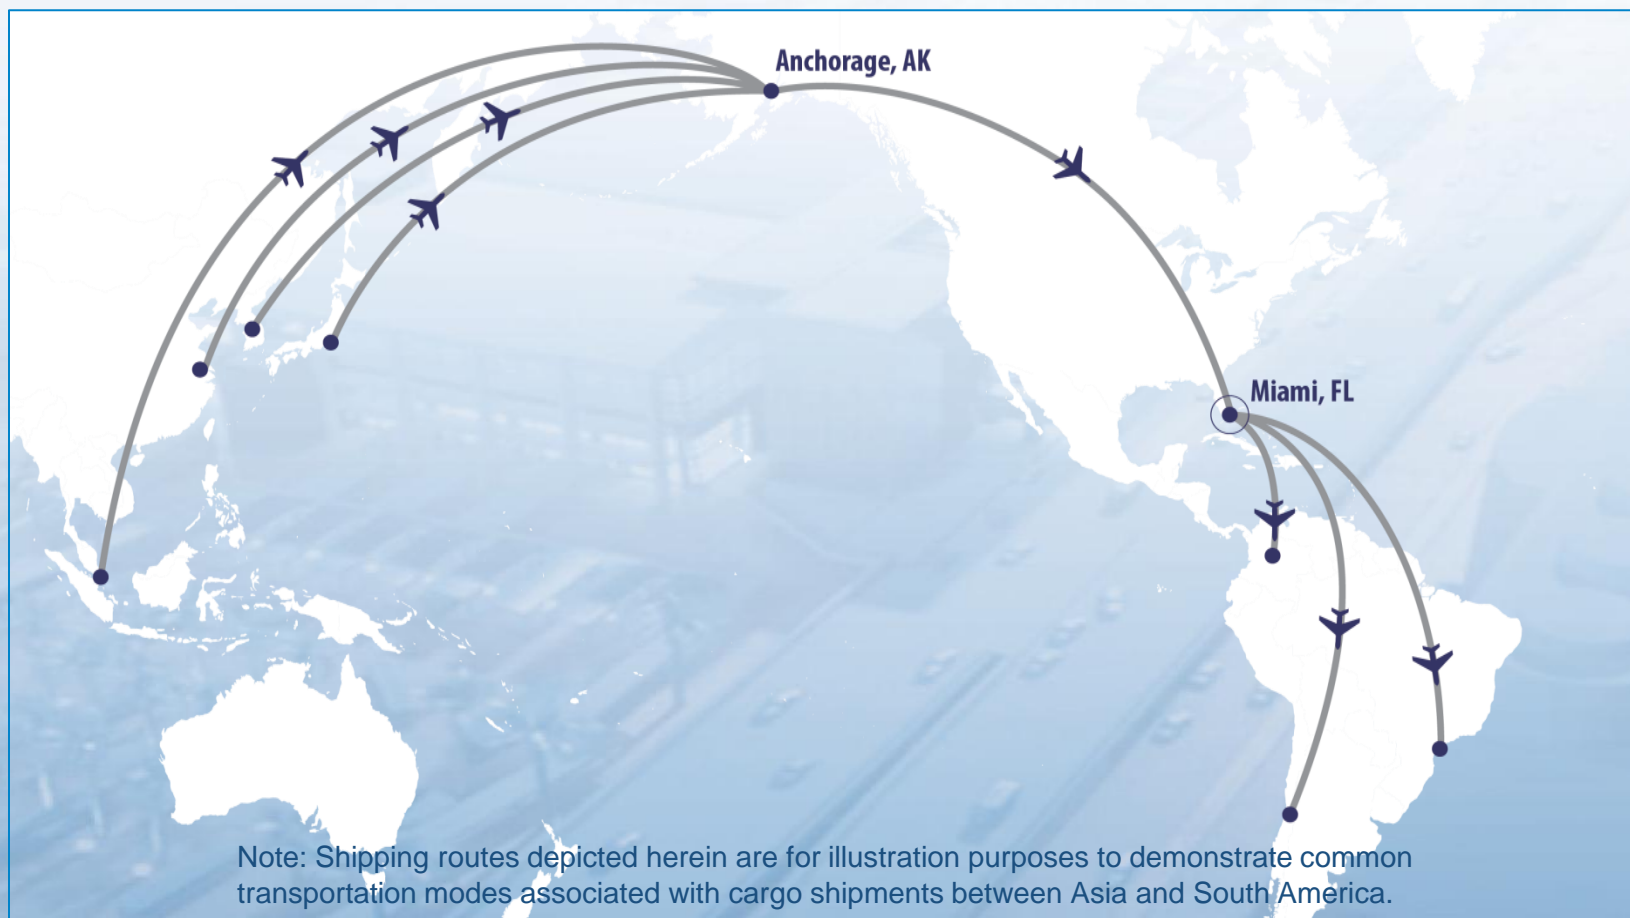 Anchorage, AK
Miami, FL
Note: Shipping routes depicted herein are for illustration purposes to demonstrate common
transportation modes associated with cargo shipments between Asia and South America.